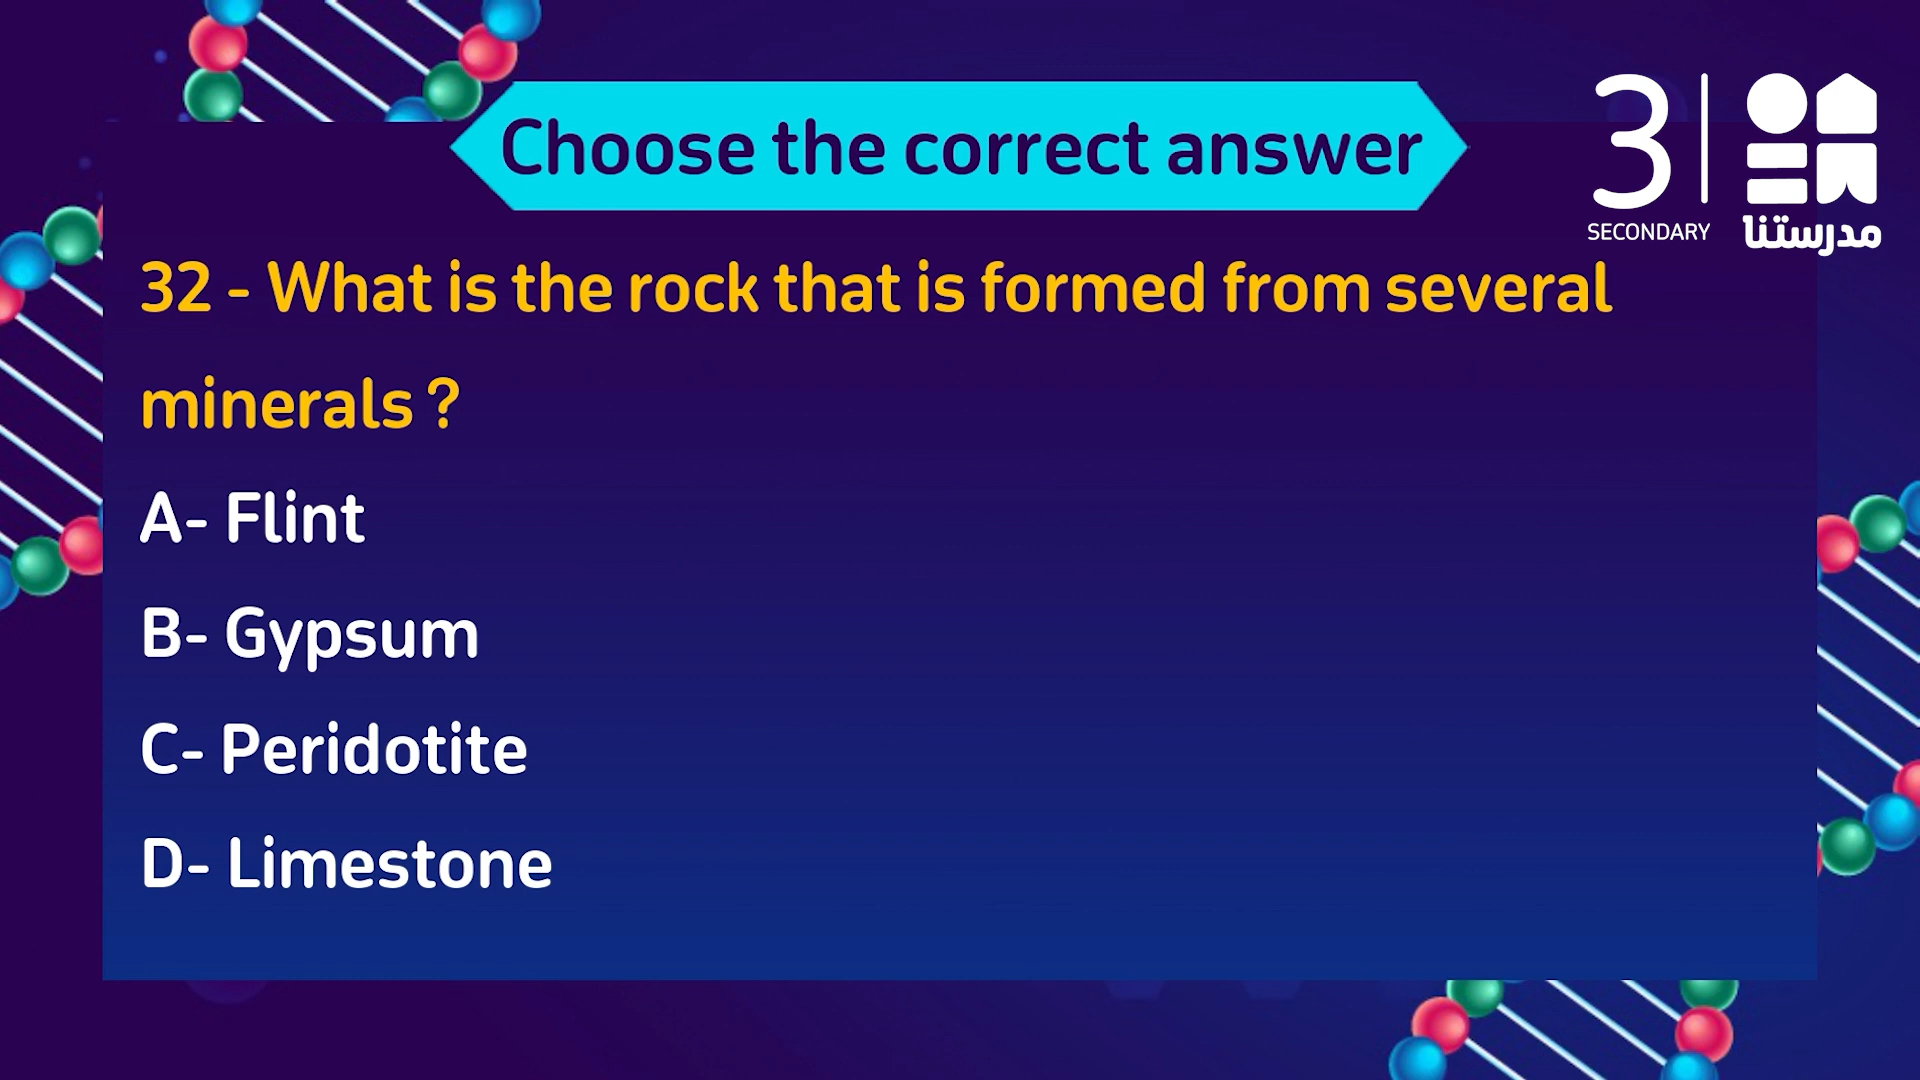 Choose the correct answer
3
SECONDARY
مدرستنا
32 - What is the rock that is formed from several
minerals ?
A- Flint
B- Gypsum
C- Peridotite
D- Limestone